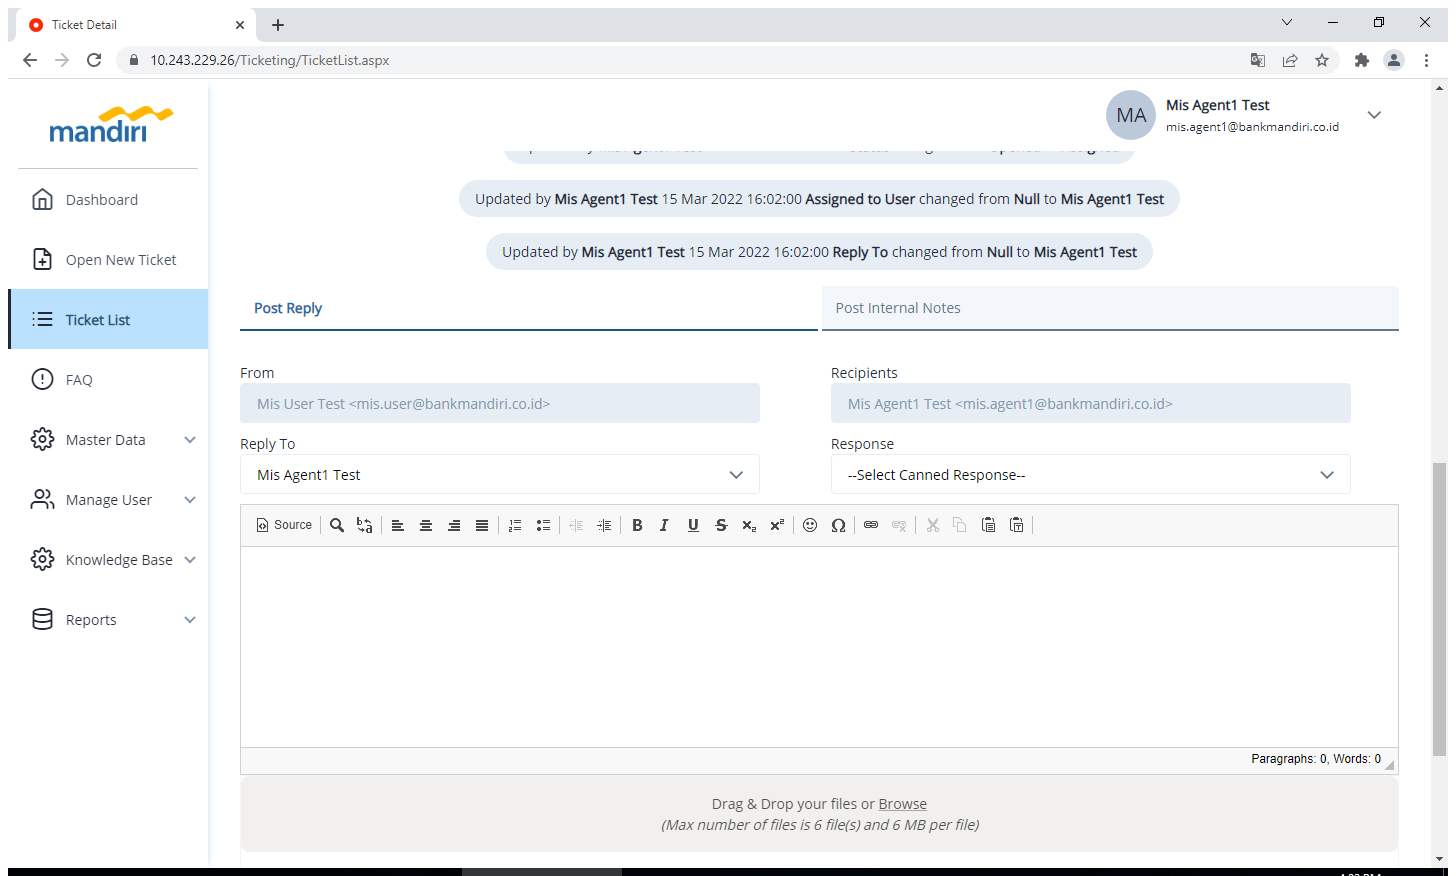 Ticket Detail
10.243.229.26/Ticketing/TicketList.aspx
mandiri
MA
Mis Agent1 Test
mis.agent1@bankmandiri.co.id
Dashboard
Open New Ticket
Ticket List
FAQ
Master Data
Manage User
Knowledge Base
Reports
Updated by Mis Agent1 Test 15 Mar 2022 16:02:00 Assigned to User changed from Null to Mis Agent1 Test
Updated by Mis Agent1 Test 15 Mar 2022 16:02:00 Reply To changed from Null to Mis Agent1 Test
Post Reply
Post Internal Notes
From
Mis User Test <mis.user@bankmandiri.co.id>
Recipients
Mis Agent1 Test <mis.agent1@bankmandiri.co.id>
Reply To
Mis Agent1 Test
Response
--Select Canned Response--
Source
Paragraphs: 0, Words: 0
Drag & Drop your files or Browse
(Max number of files is 6 file(s) and 6 MB per file)